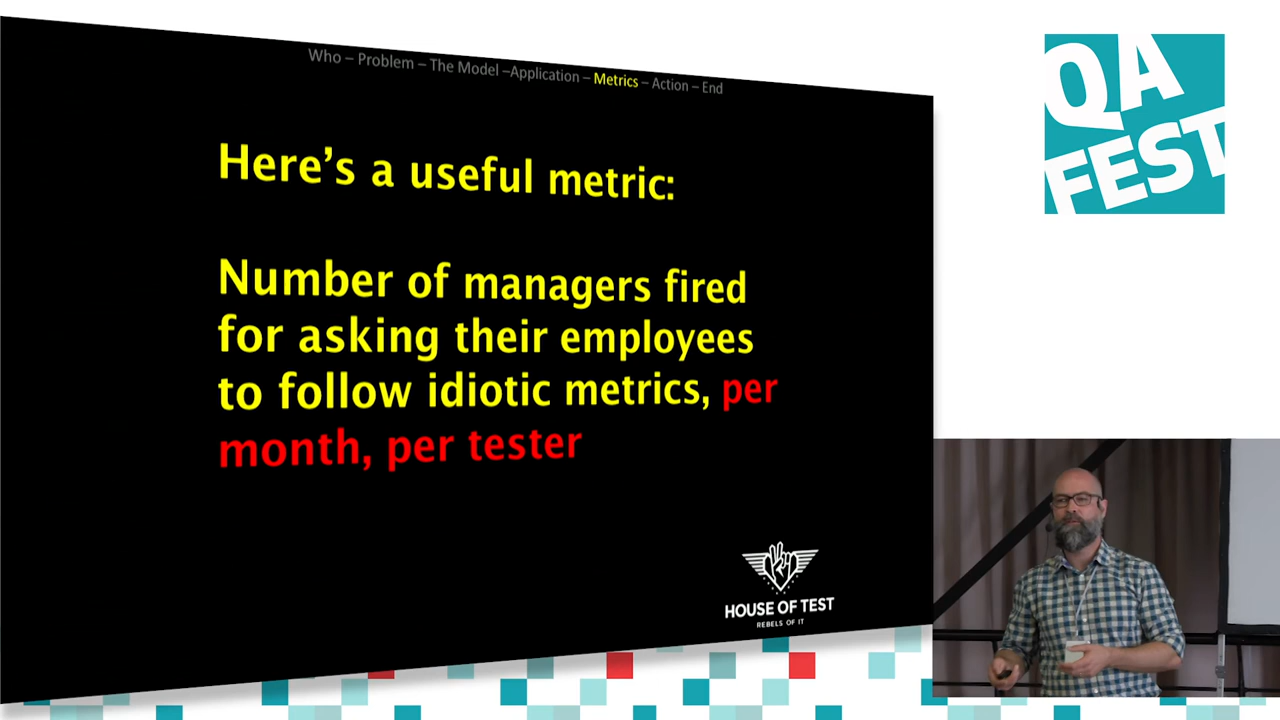 Who – Problem – The Model –Application – Metrics – Action – End
Here's a useful metric:
Number of managers fired
for asking their employees
to follow idiotic metrics, per
month, per tester
HOUSE OF TEST
REBELS OF IT
QA
FEST